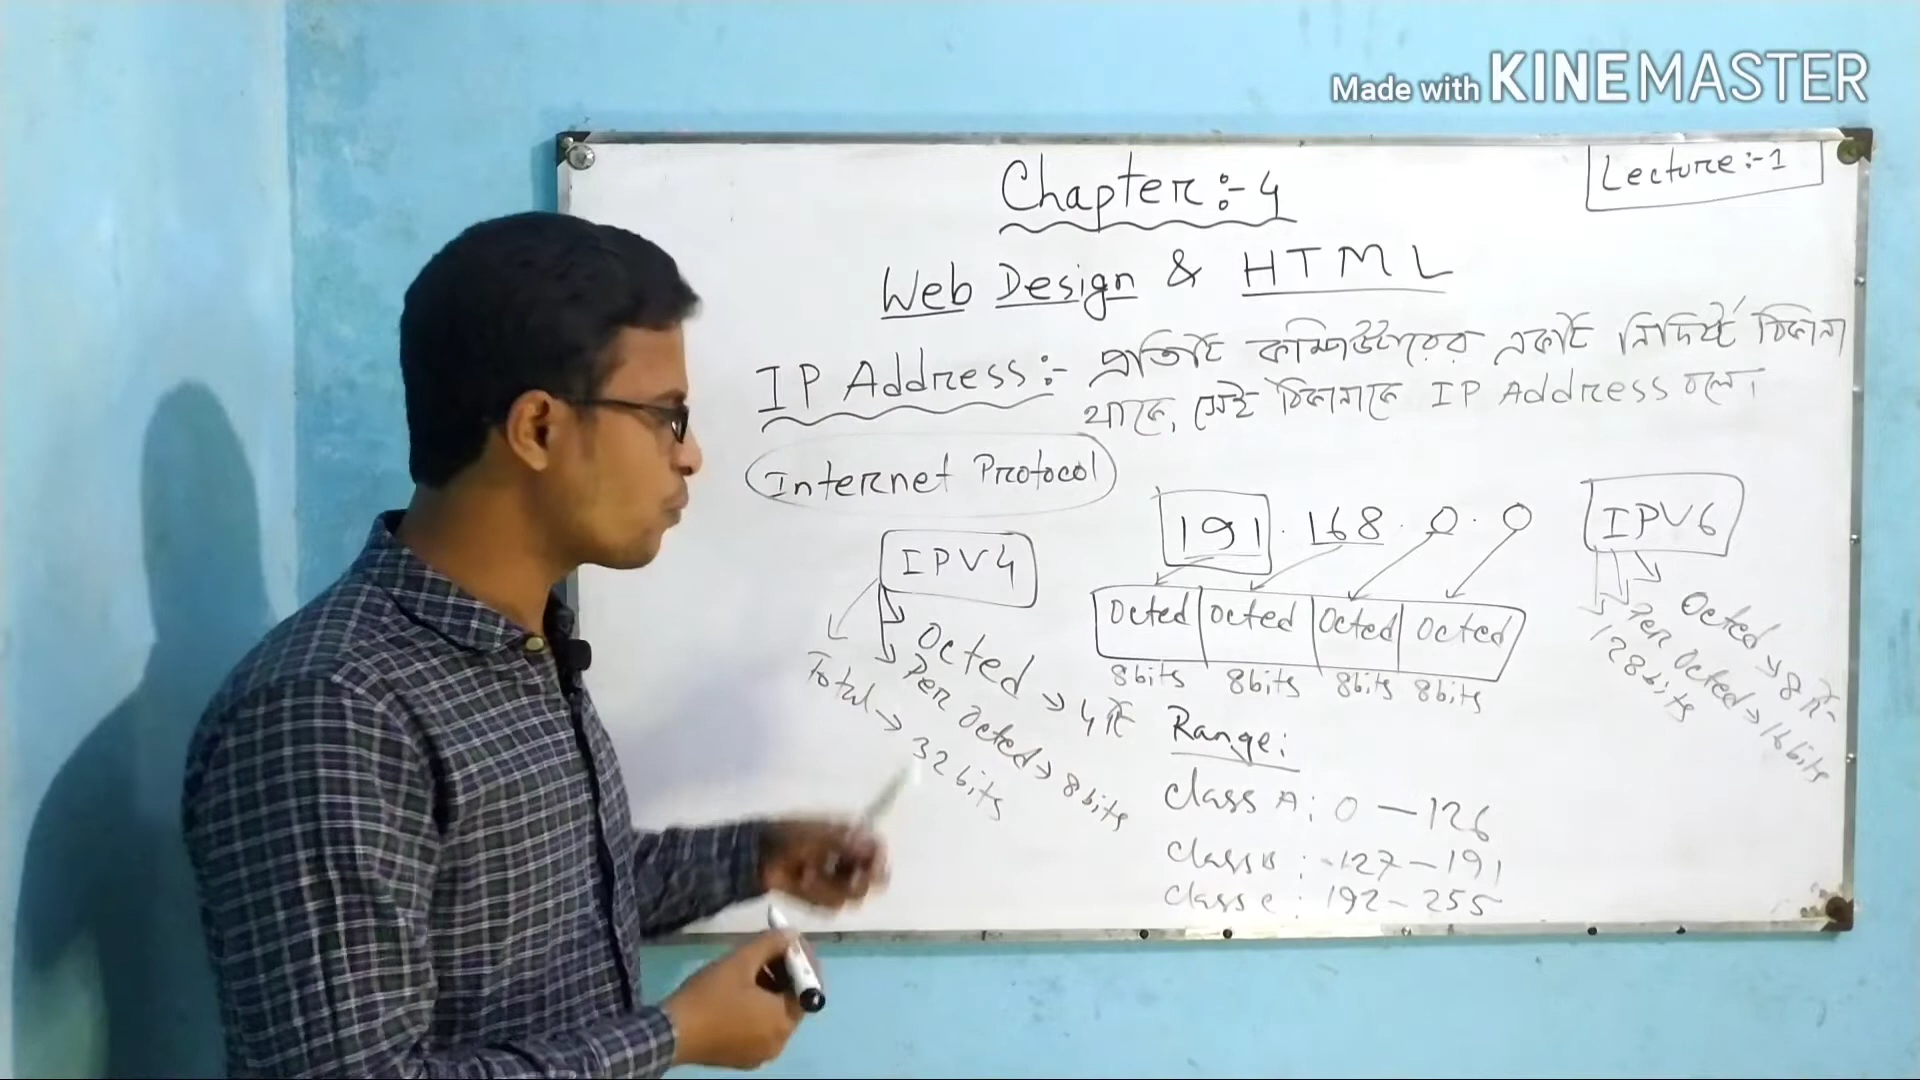 Made with KINEMASTER
Lecture:-1
Chapter:-4
Web Design & HTML
IP Address:- প্রতিটি কম্পিউটারের একটি নির্দিষ্ট ঠিকানা
থাকে, সেই ঠিকানাকে IP Address বলে।
Internet Protocol
191.168.0.0
IPV4
IPV6
Octed Octed Octed Octed
8bits 8bits 8bits 8bits
Octed → 4 টি
Per Octed → 8bits
Total → 32bits
Octed → 8 টি
Per Octed → 16bits
128bits
Range:
Class A: 0 – 126
Class B: 127 – 191
Class C: 192 – 255